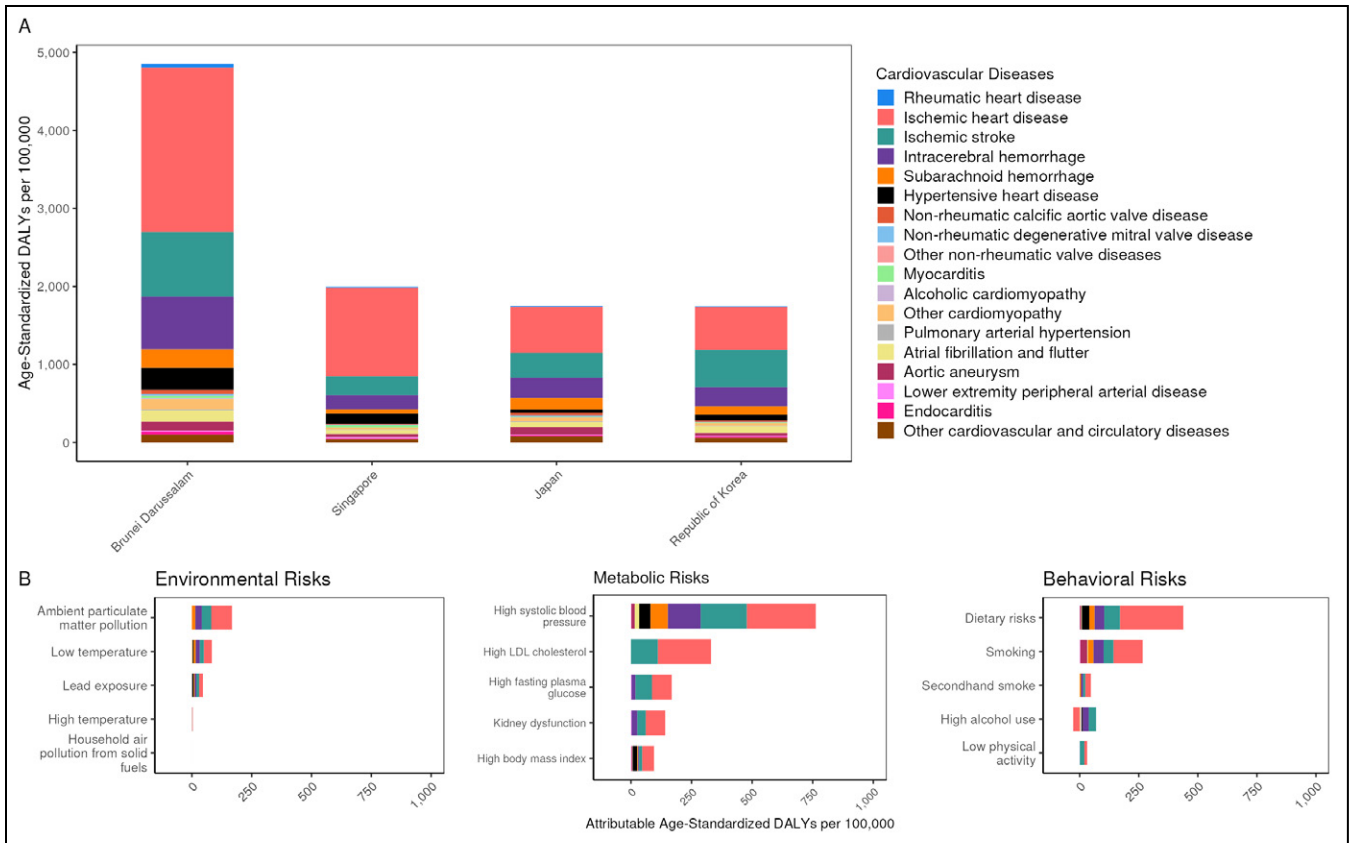 A
Age-Standardized DALYs per 100,000
5,000
4,000
3,000
2,000
1,000
0
Brunei Darussalam
Singapore
Japan
Republic of Korea
Cardiovascular Diseases
Rheumatic heart disease
Ischemic heart disease
Ischemic stroke
Intracerebral hemorrhage
Subarachnoid hemorrhage
Hypertensive heart disease
Non-rheumatic calcific aortic valve disease
Non-rheumatic degenerative mitral valve disease
Other non-rheumatic valve diseases
Myocarditis
Alcoholic cardiomyopathy
Other cardiomyopathy
Pulmonary arterial hypertension
Atrial fibrillation and flutter
Aortic aneurysm
Lower extremity peripheral arterial disease
Endocarditis
Other cardiovascular and circulatory diseases
B
Environmental Risks
Ambient particulate
matter pollution
Low temperature
Lead exposure
High temperature
Household air
pollution from solid
fuels
0
250
500
750
1,000
Metabolic Risks
High systolic blood
pressure
High LDL cholesterol
High fasting plasma
glucose
Kidney dysfunction
High body mass index
0
250
500
750
1,000
Attributable Age-Standardized DALYs per 100,000
Behavioral Risks
Dietary risks
Smoking
Secondhand smoke
High alcohol use
Low physical
activity
0
250
500
750
1,000